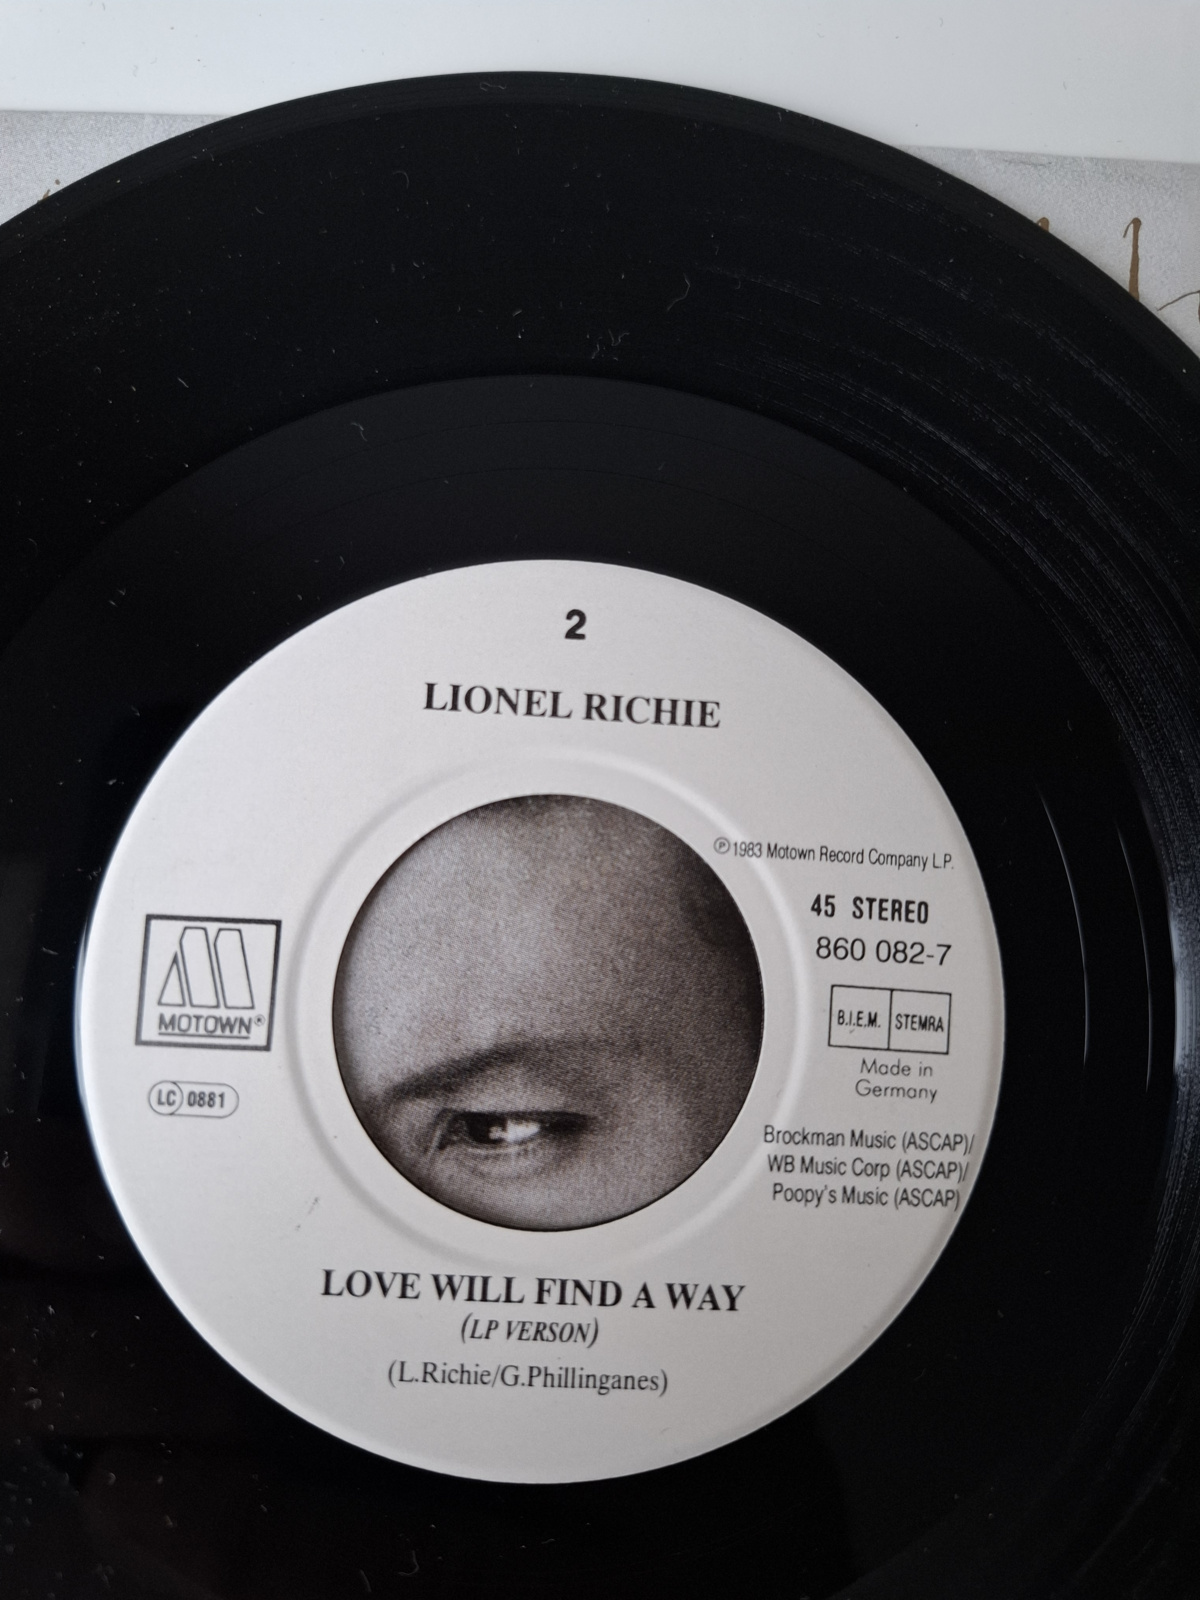 2
LIONEL RICHIE
Ⓟ1983 Motown Record Company L.P.
45 STEREO
860 082-7
B.I.E.M. STEMRA
Made in
Germany
MOTOWN®
LC 0881
Brockman Music (ASCAP)/
WB Music Corp (ASCAP)/
Poopy's Music (ASCAP)
LOVE WILL FIND A WAY
(LP VERSON)
(L.Richie/G.Phillinganes)